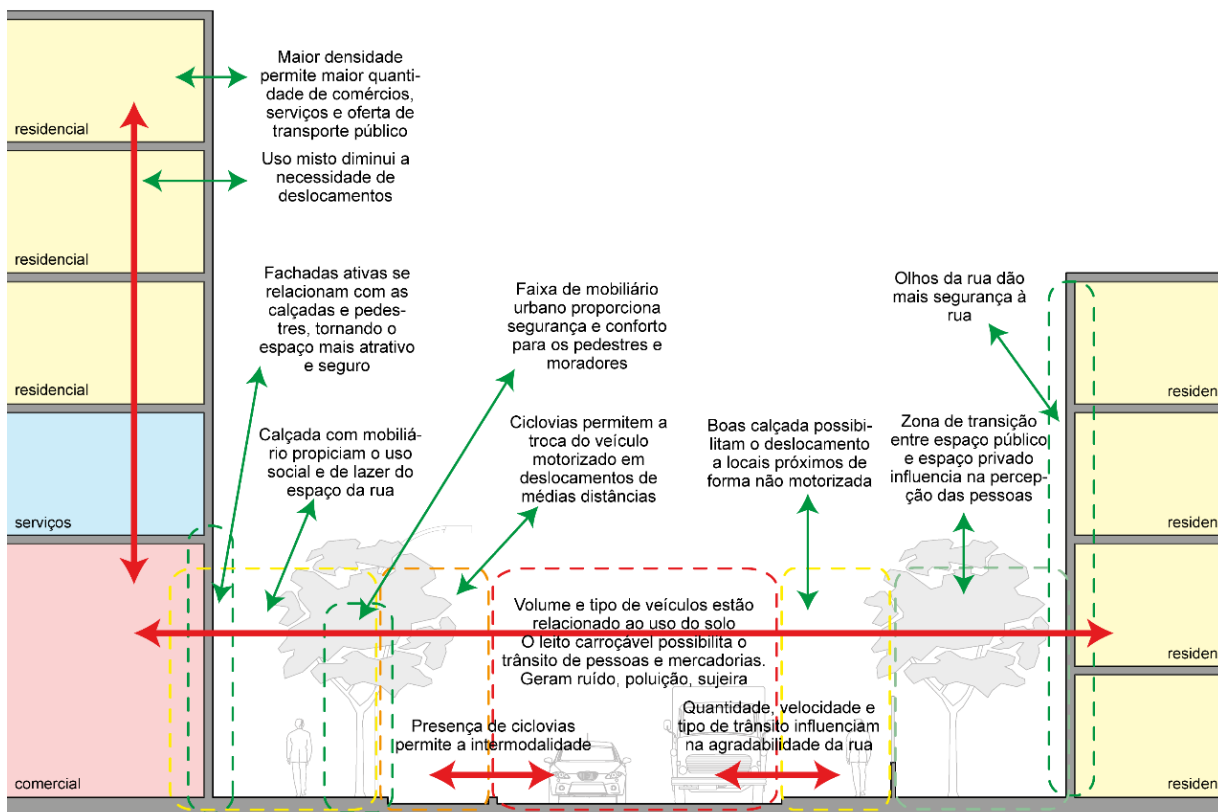 Maior densidade
permite maior quanti-
dade de comércios,
serviços e oferta de
transporte público
residencial
Uso misto diminui a
necessidade de
deslocamentos
residencial
Fachadas ativas se
relacionam com as
calçadas e pedes-
tres, tornando o
espaço mais atrativo
e seguro
Faixa de mobiliário
urbano proporciona
segurança e conforto
para os pedestres e
moradores
Olhos da rua dão
mais segurança à
rua
residencial
residen
Calçada com mobiliá-
rio propiciam o uso
social e de lazer do
espaço da rua
Ciclovias permitem a
troca do veículo
motorizado em
deslocamentos de
médias distâncias
Boas calçada possibi-
litam o deslocamento
a locais próximos de
forma não motorizada
Zona de transição
entre espaço público
e espaço privado
influencia na percep-
ção das pessoas
serviços
residen
Volume e tipo de veículos estão
relacionado ao uso do solo
O leito carroçável possibilita o
trânsito de pessoas e mercadorias.
Geram ruído, poluição, sujeira
residen
Presença de ciclovias
permite a intermodalidade
Quantidade, velocidade e
tipo de trânsito influenciam
na agradabilidade da rua
comercial
residen